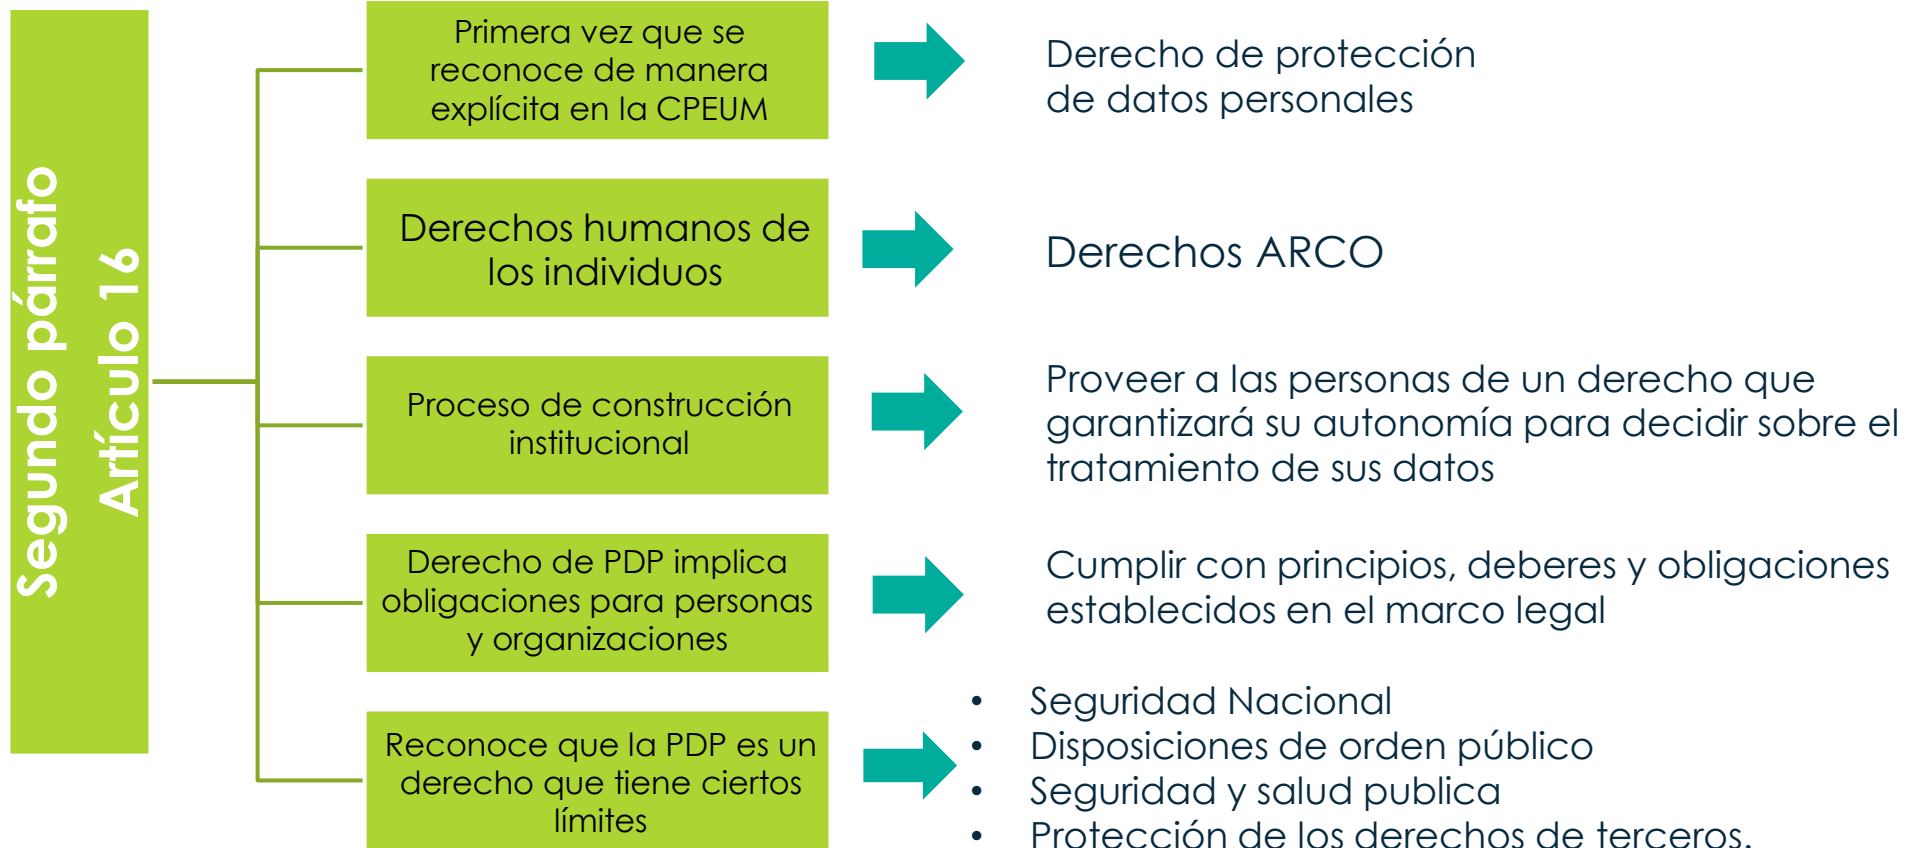 Segundo párrafo
Artículo 16
Primera vez que se
reconoce de manera
explícita en la CPEUM
Derecho de protección
de datos personales
Derechos humanos de
los individuos
Derechos ARCO
Proceso de construcción
institucional
Proveer a las personas de un derecho que
garantizará su autonomía para decidir sobre el
tratamiento de sus datos
Derecho de PDP implica
obligaciones para personas
y organizaciones
Cumplir con principios, deberes y obligaciones
establecidos en el marco legal
Reconoce que la PDP es un
derecho que tiene ciertos
límites
• Seguridad Nacional
• Disposiciones de orden público
• Seguridad y salud publica
• Protección de los derechos de terceros.